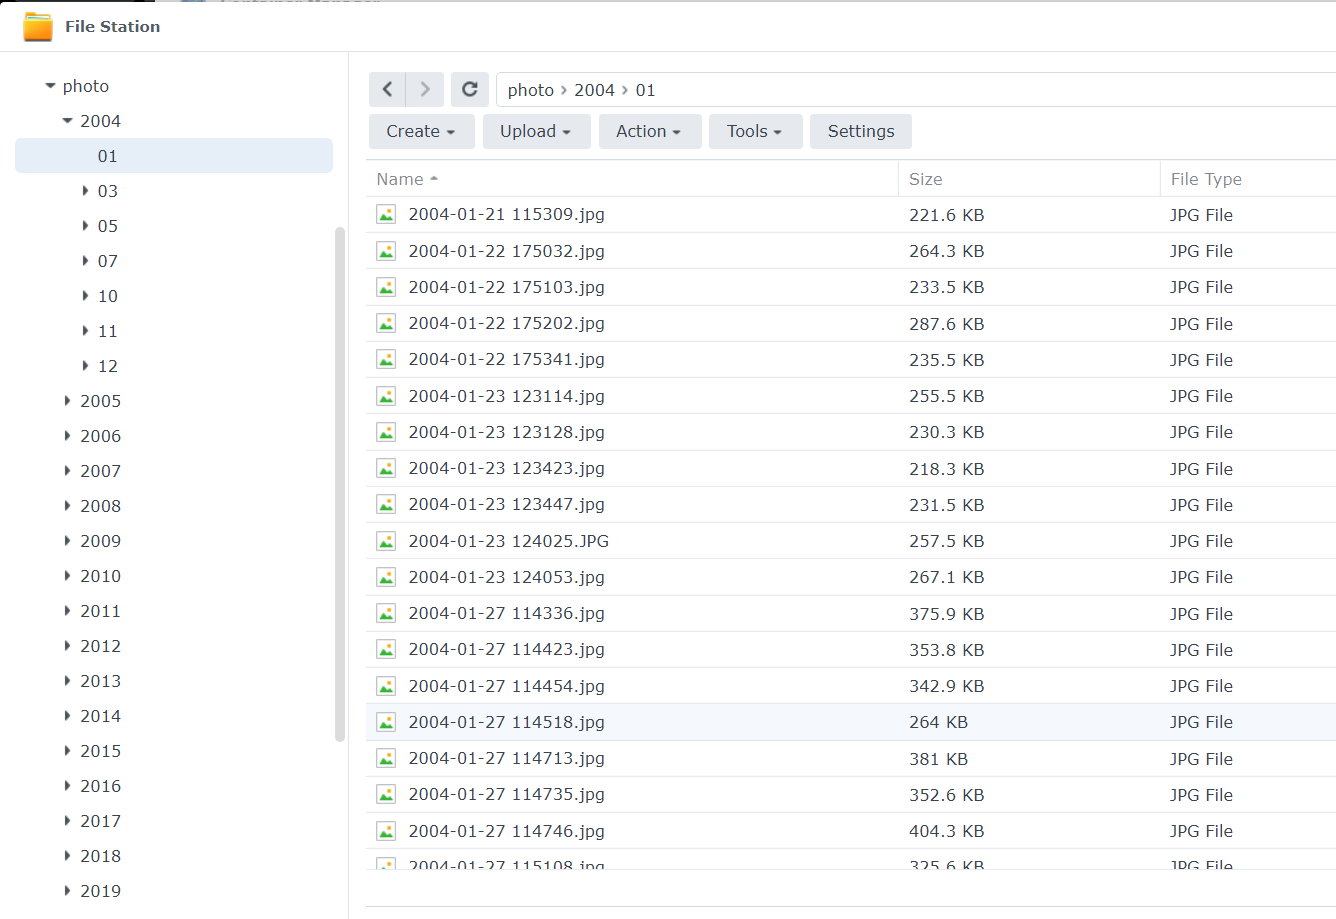 File Station
photo
2004
01
03
05
07
10
11
12
2005
2006
2007
2008
2009
2010
2011
2012
2013
2014
2015
2016
2017
2018
2019
photo › 2004 › 01
Create Upload Action Tools Settings
Name Size File Type
2004-01-21 115309.jpg 221.6 KB JPG File
2004-01-22 175032.jpg 264.3 KB JPG File
2004-01-22 175103.jpg 233.5 KB JPG File
2004-01-22 175202.jpg 287.6 KB JPG File
2004-01-22 175341.jpg 235.5 KB JPG File
2004-01-23 123114.jpg 255.5 KB JPG File
2004-01-23 123128.jpg 230.3 KB JPG File
2004-01-23 123423.jpg 218.3 KB JPG File
2004-01-23 123447.jpg 231.5 KB JPG File
2004-01-23 124025.JPG 257.5 KB JPG File
2004-01-23 124053.jpg 267.1 KB JPG File
2004-01-27 114336.jpg 375.9 KB JPG File
2004-01-27 114423.jpg 353.8 KB JPG File
2004-01-27 114454.jpg 342.9 KB JPG File
2004-01-27 114518.jpg 264 KB JPG File
2004-01-27 114713.jpg 381 KB JPG File
2004-01-27 114735.jpg 352.6 KB JPG File
2004-01-27 114746.jpg 404.3 KB JPG File
2004-01-27 115108.jpg 325.6 KB JPG File